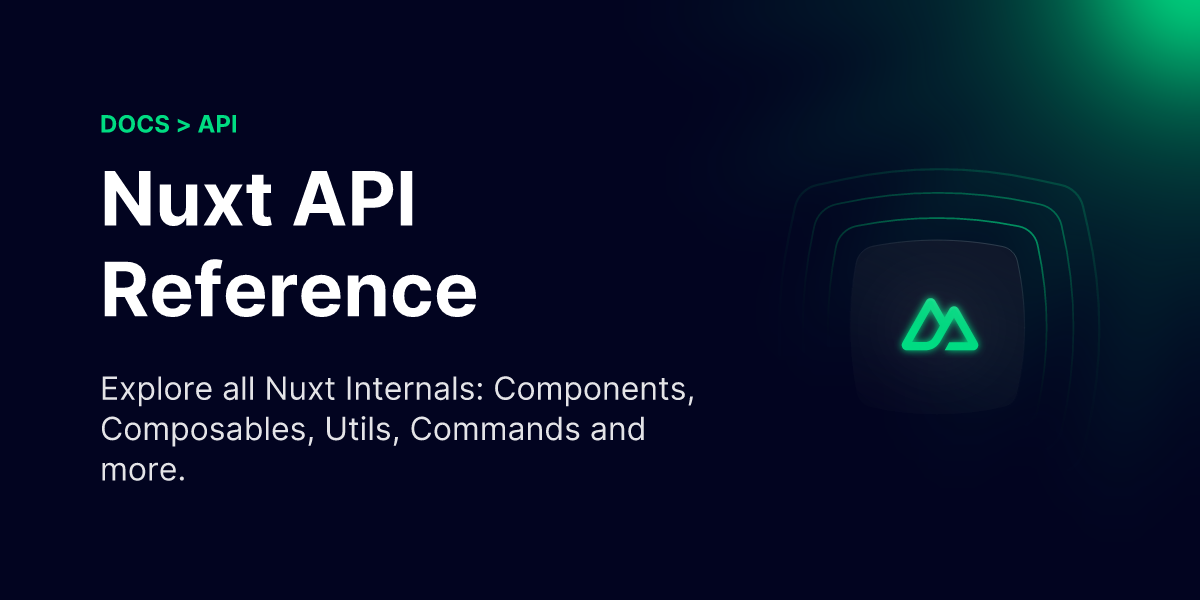 DOCS > API
Nuxt API
Reference
Explore all Nuxt Internals: Components,
Composables, Utils, Commands and
more.